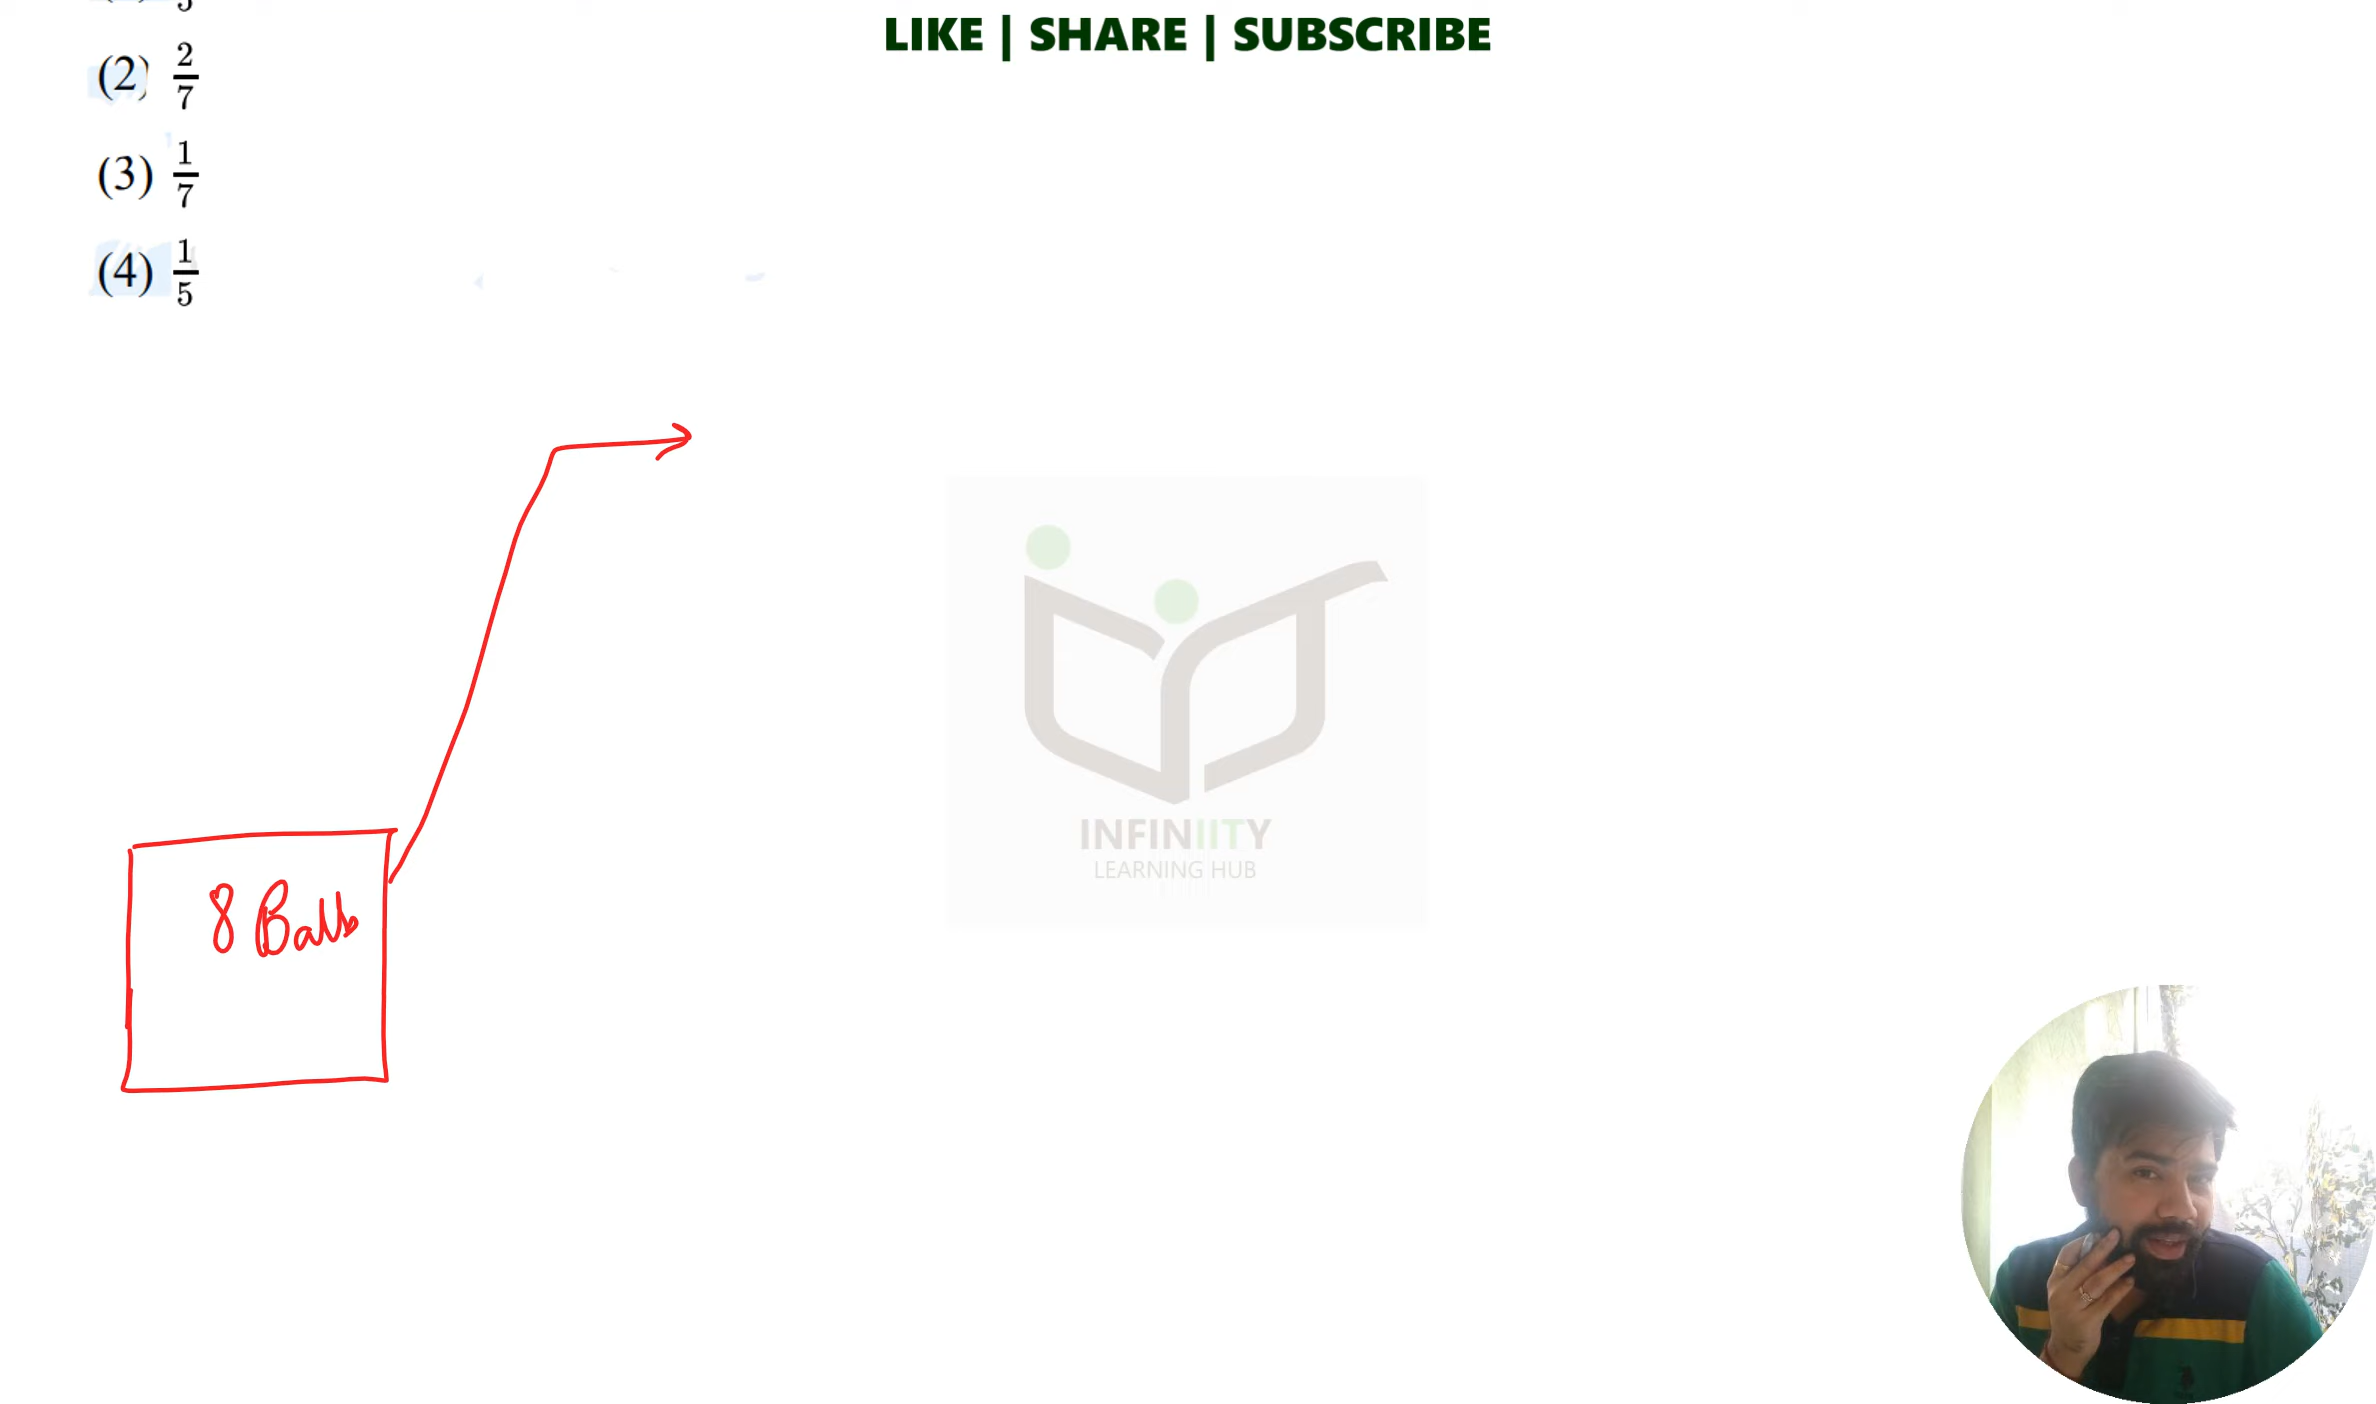 LIKE | SHARE | SUBSCRIBE
(2) 2/7
(3) 1/7
(4) 1/5
8 Balls
INFINIITY
LEARNING HUB